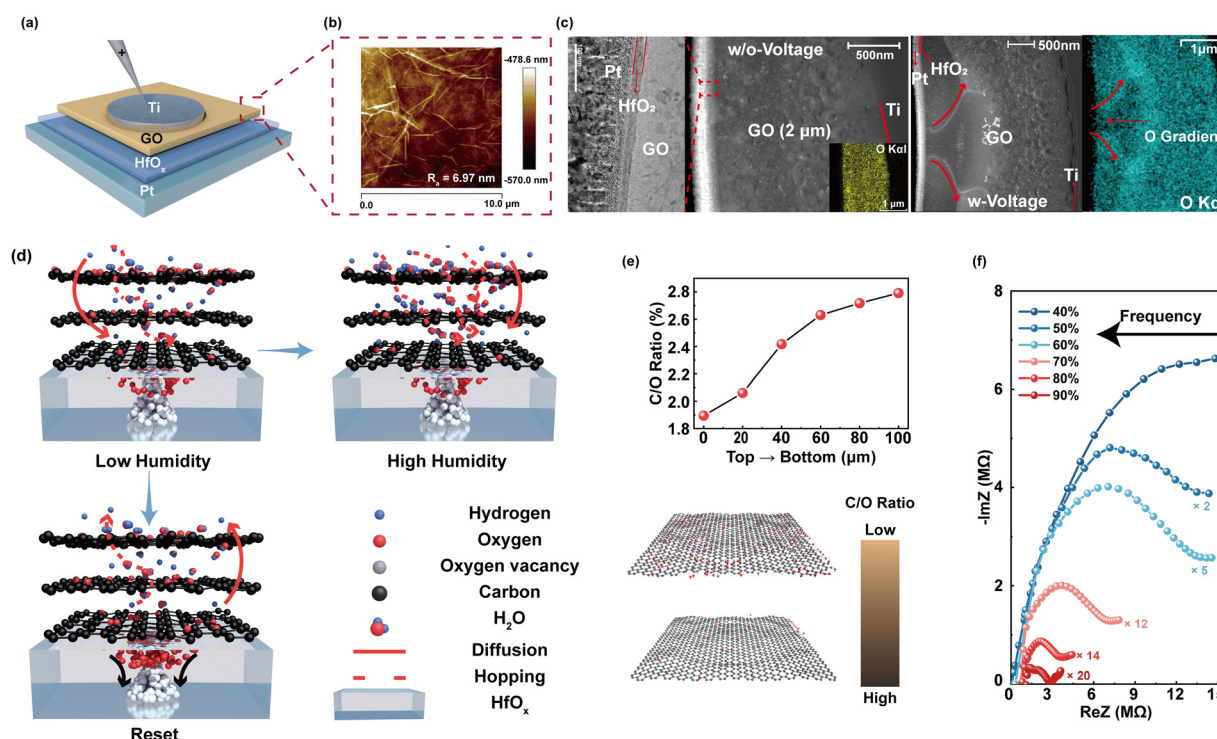 (a)
+
Ti
GO
HfOₓ
Pt
(b)
-478.6 nm
-570.0 nm
Rₐ = 6.97 nm
0.0
10.0 μm
(c)
Pt
HfO₂
GO
w/o-Voltage
500nm
GO (2 μm)
Ti
O Kαl
1 μm
500nm
Pt
HfO₂
GO
Ti
w-Voltage
1μm
O Gradien
O Kα
(d)
Low Humidity
High Humidity
Reset
Hydrogen
Oxygen
Oxygen vacancy
Carbon
H₂O
Diffusion
Hopping
HfOₓ
(e)
C/O Ratio (%)
2.8
2.6
2.4
2.2
2.0
1.8
0 20 40 60 80 100
Top → Bottom (μm)
C/O Ratio
Low
High
(f)
-ImZ (MΩ)
-8
-6
-4
-2
0
40%
50%
60%
70%
80%
90%
Frequency
× 2
× 5
× 12
× 14
× 20
0 3 6 9 12 15
ReZ (MΩ)